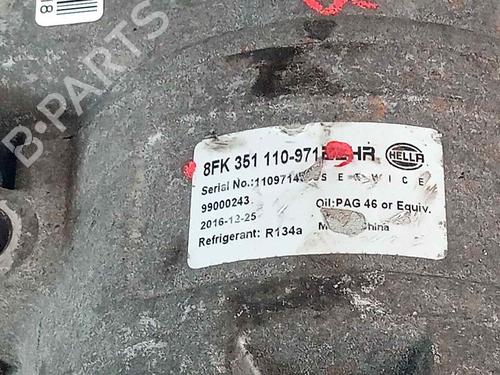 8
B-PARTS
8FK 351 110-971
HELLA
Serial No.:
SERVICE
99000243
Oil:PAG 46 or Equiv.
2016-12-25
Refrigerant: R134a
China